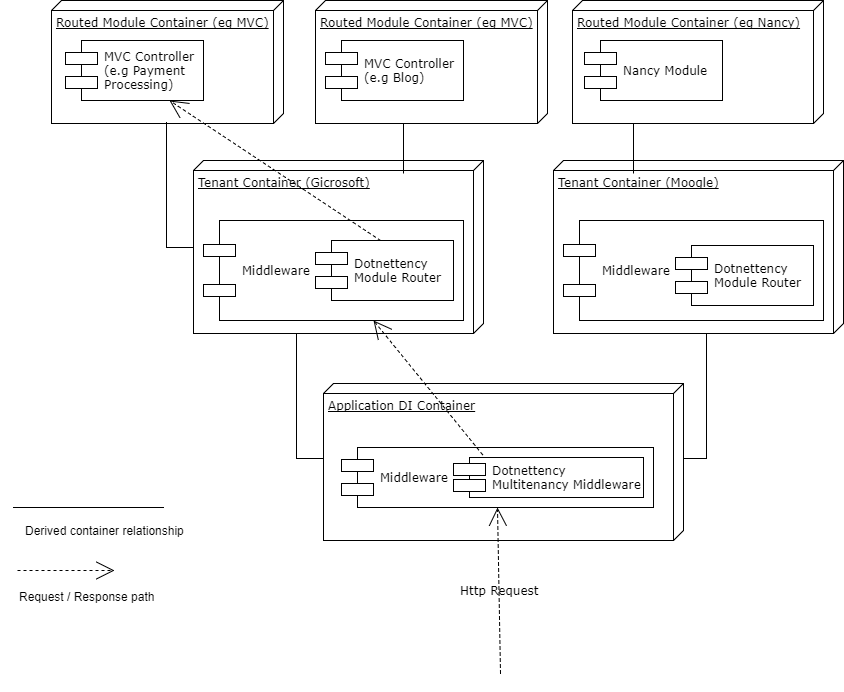 Routed Module Container (eg MVC)
MVC Controller
(e.g Payment
Processing)
Routed Module Container (eg MVC)
MVC Controller
(e.g Blog)
Routed Module Container (eg Nancy)
Nancy Module
Tenant Container (Gicrosoft)
Middleware
Dotnettency
Module Router
Tenant Container (Moogle)
Middleware
Dotnettency
Module Router
Application DI Container
Middleware
Dotnettency
Multitenancy Middleware
Derived container relationship
Request / Response path
Http Request